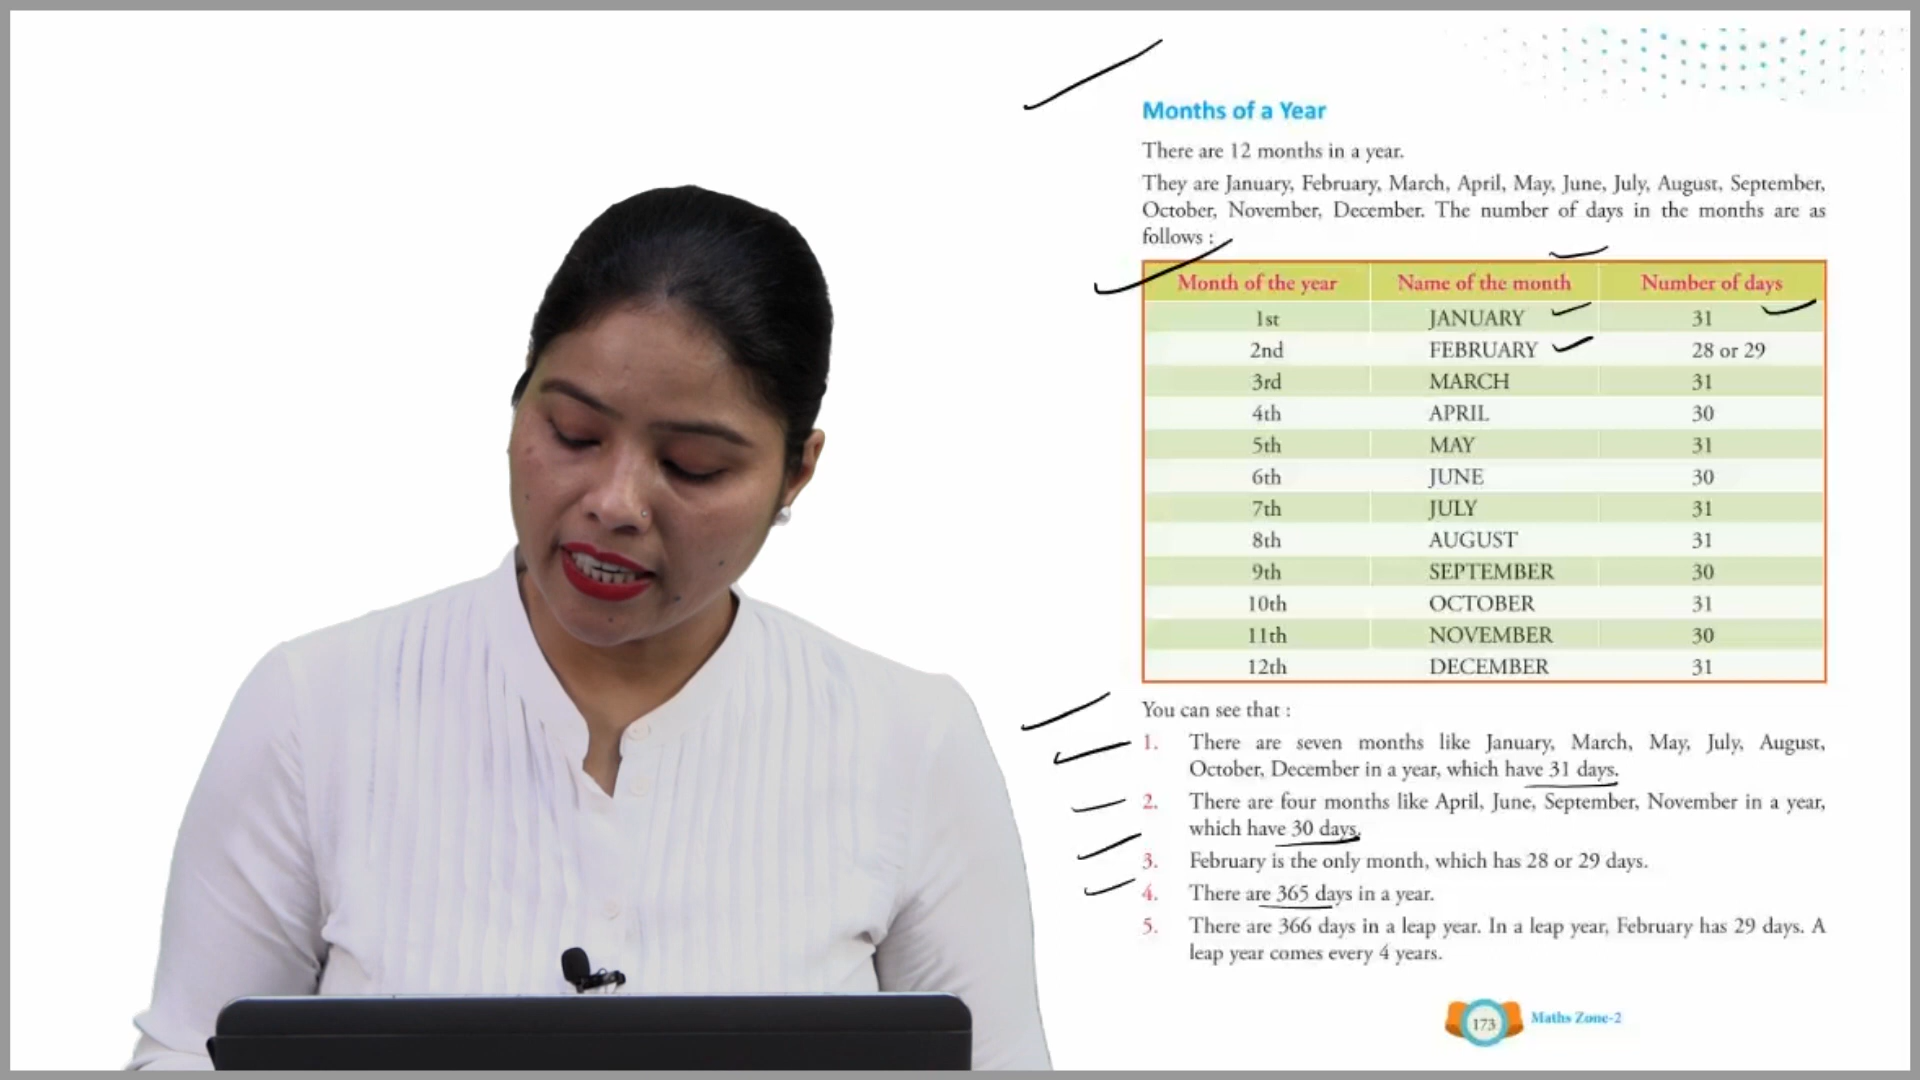 Months of a Year
There are 12 months in a year.
They are January, February, March, April, May, June, July, August, September,
October, November, December. The number of days in the months are as
follows :
Month of the year Name of the month Number of days
1st JANUARY 31
2nd FEBRUARY 28 or 29
3rd MARCH 31
4th APRIL 30
5th MAY 31
6th JUNE 30
7th JULY 31
8th AUGUST 31
9th SEPTEMBER 30
10th OCTOBER 31
11th NOVEMBER 30
12th DECEMBER 31
You can see that :
1. There are seven months like January, March, May, July, August,
October, December in a year, which have 31 days.
2. There are four months like April, June, September, November in a year,
which have 30 days.
3. February is the only month, which has 28 or 29 days.
4. There are 365 days in a year.
5. There are 366 days in a leap year. In a leap year, February has 29 days. A
leap year comes every 4 years.
173 Maths Zone-2